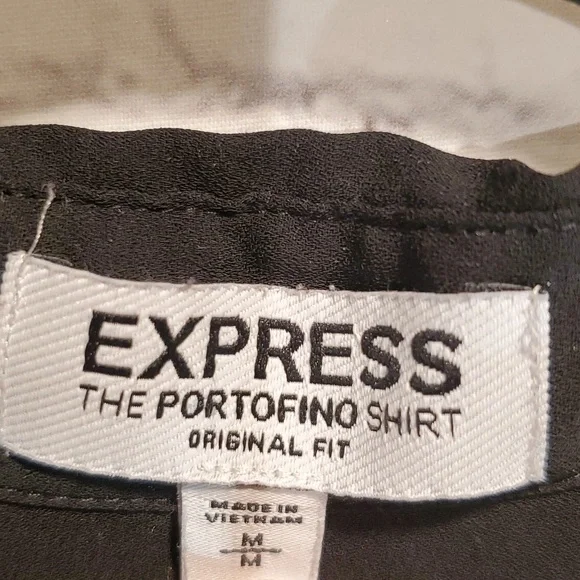 EXPRESS
THE PORTOFINO SHIRT
ORIGINAL FIT
MADE IN
VIETNAM
M
M